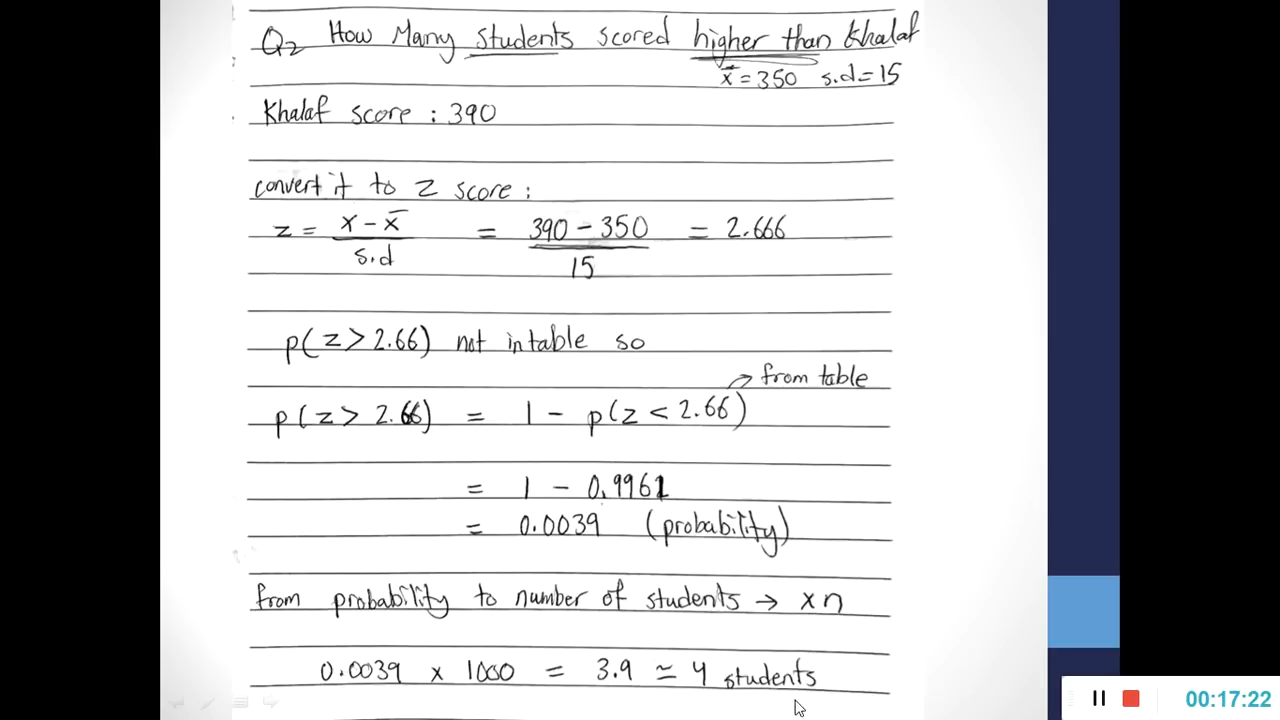 Q2 How Many students scored higher than Khalaf
x̄ = 350 s.d = 15
Khalaf score : 390
convert it to z score :
z = x - x̄ / s.d = 390 - 350 / 15 = 2.666
p(z > 2.66) not in table so
from table
p(z > 2.66) = 1 - p(z < 2.66)
= 1 - 0.9961
= 0.0039 (probability)
from probability to number of students → x n
0.0039 x 1000 = 3.9 ≃ 4 students
00:17:22